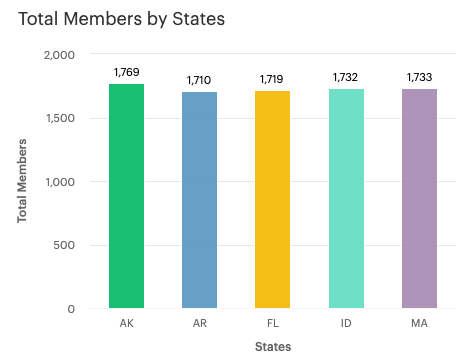 Total Members by States
2,000
1,500
1,000
500
0
Total Members
1,769
1,710
1,719
1,732
1,733
AK
AR
FL
ID
MA
States